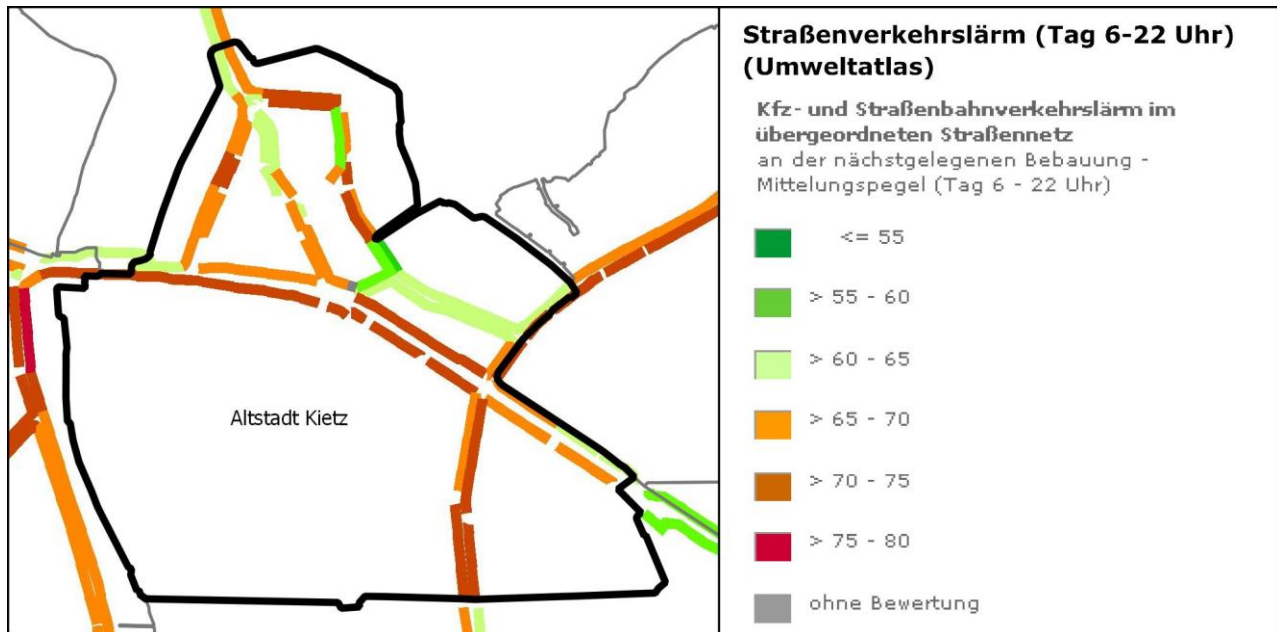 Straßenverkehrslärm (Tag 6-22 Uhr)
(Umweltatlas)
Kfz- und Straßenbahnverkehrslärm im
übergeordneten Straßennetz
an der nächstgelegenen Bebauung -
Mittelungspegel (Tag 6 - 22 Uhr)
<= 55
> 55 - 60
> 60 - 65
> 65 - 70
> 70 - 75
> 75 - 80
ohne Bewertung
Altstadt Kietz